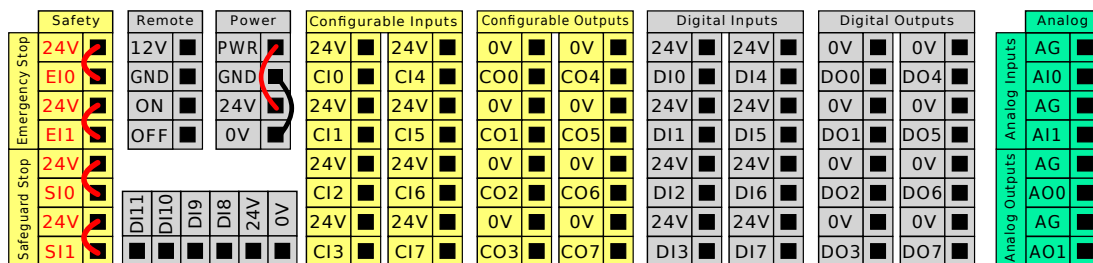 Safety
Emergency Stop
24V
EI0
24V
EI1
Safeguard Stop
24V
SI0
24V
SI1
Remote
12V
GND
ON
OFF
Power
PWR
GND
24V
0V
DI11
DI10
DI9
DI8
24V
0V
Configurable Inputs
24V 24V
CI0 CI4
24V 24V
CI1 CI5
24V 24V
CI2 CI6
24V 24V
CI3 CI7
Configurable Outputs
0V 0V
CO0 CO4
0V 0V
CO1 CO5
0V 0V
CO2 CO6
0V 0V
CO3 CO7
Digital Inputs
24V 24V
DI0 DI4
24V 24V
DI1 DI5
24V 24V
DI2 DI6
24V 24V
DI3 DI7
Digital Outputs
0V 0V
DO0 DO4
0V 0V
DO1 DO5
0V 0V
DO2 DO6
0V 0V
DO3 DO7
Analog
Analog Inputs
AG
AI0
AG
AI1
Analog Outputs
AG
AO0
AG
AO1